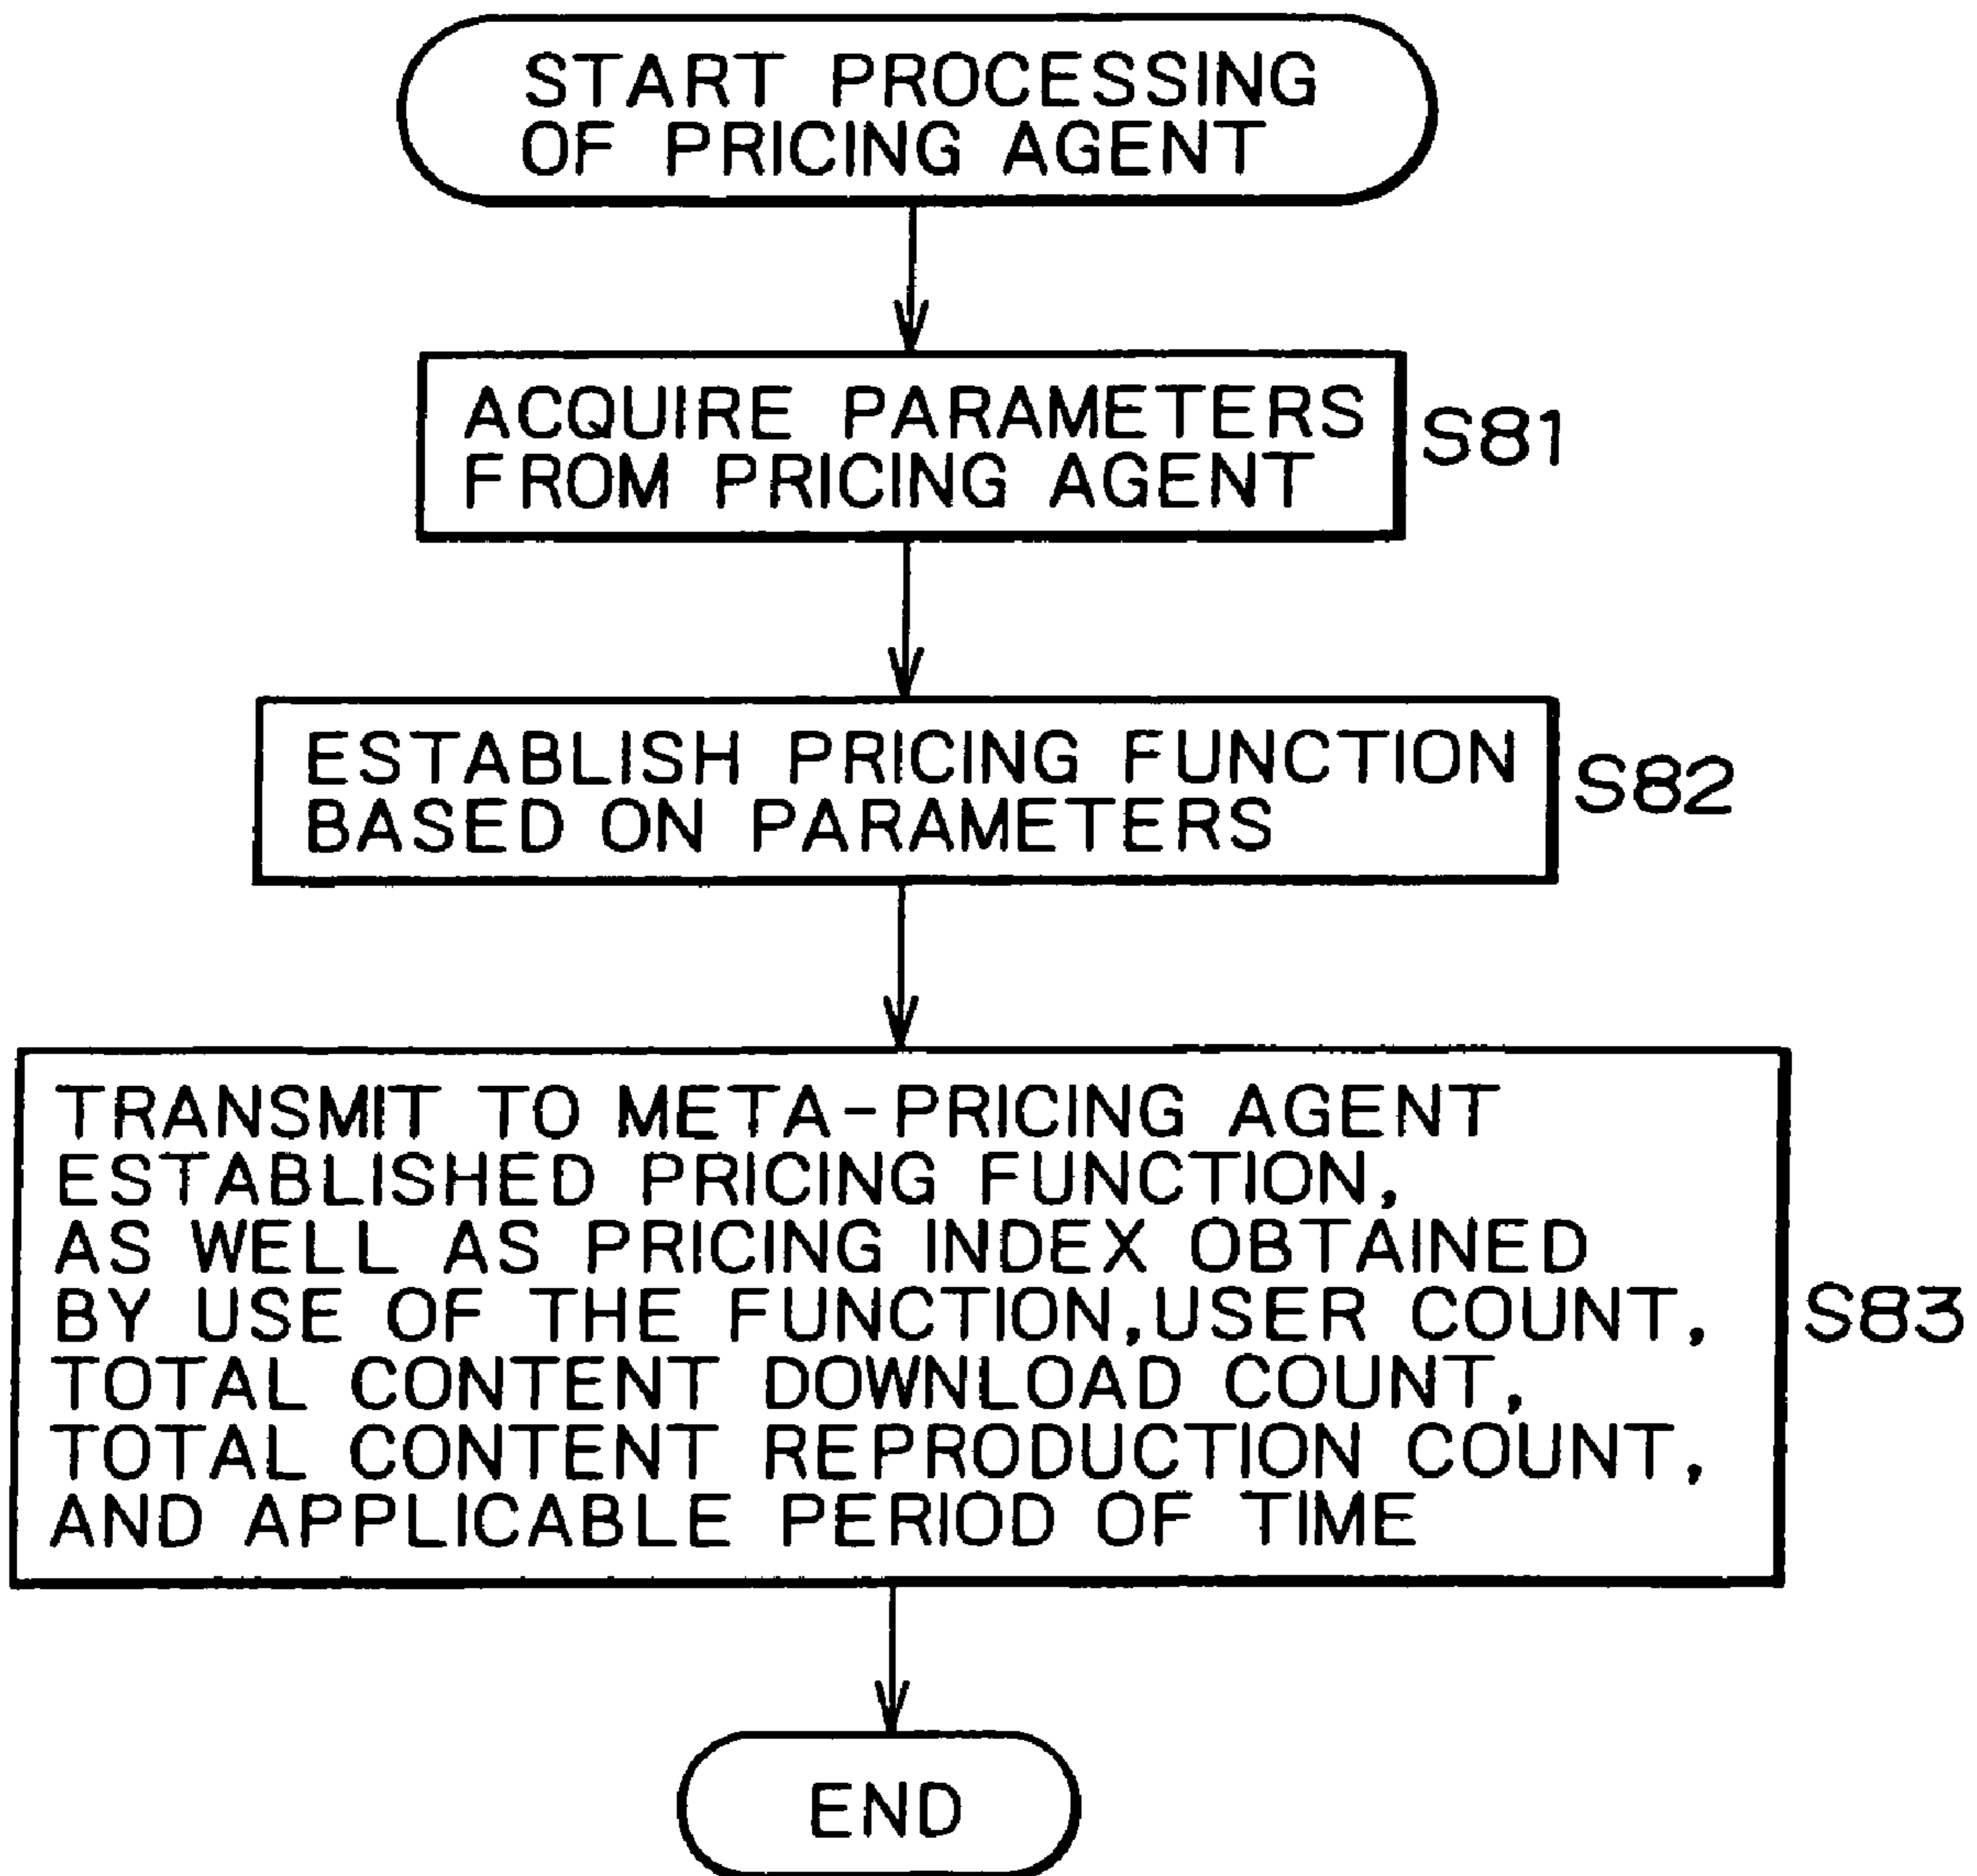 START PROCESSING
OF PRICING AGENT
ACQUIRE PARAMETERS
FROM PRICING AGENT
S81
ESTABLISH PRICING FUNCTION
BASED ON PARAMETERS
S82
TRANSMIT TO META-PRICING AGENT
ESTABLISHED PRICING FUNCTION,
AS WELL AS PRICING INDEX OBTAINED
BY USE OF THE FUNCTION,USER COUNT,
TOTAL CONTENT DOWNLOAD COUNT,
TOTAL CONTENT REPRODUCTION COUNT,
AND APPLICABLE PERIOD OF TIME
S83
END